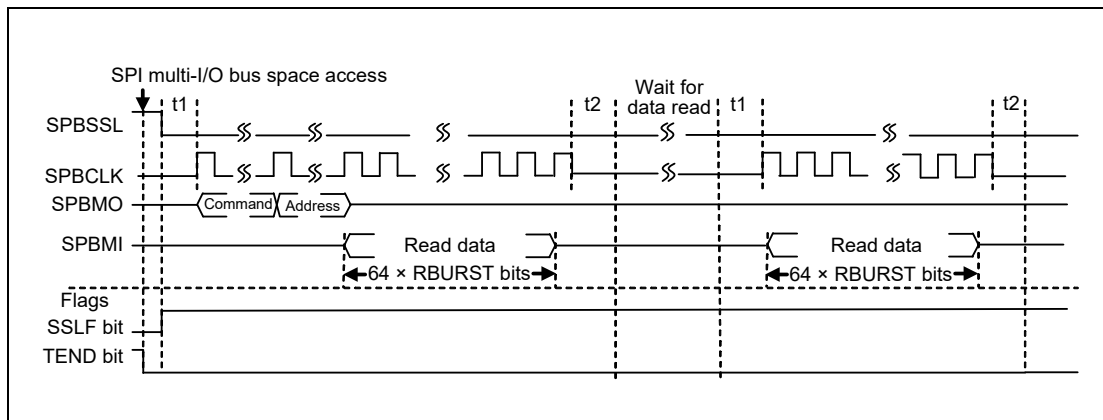 SPI multi-I/O bus space access
t1
t2
Wait for
data read
t1
t2
SPBSSL
SPBCLK
SPBMO
Command
Address
SPBMI
Read data
Read data
64 × RBURST bits
64 × RBURST bits
Flags
SSLF bit
TEND bit